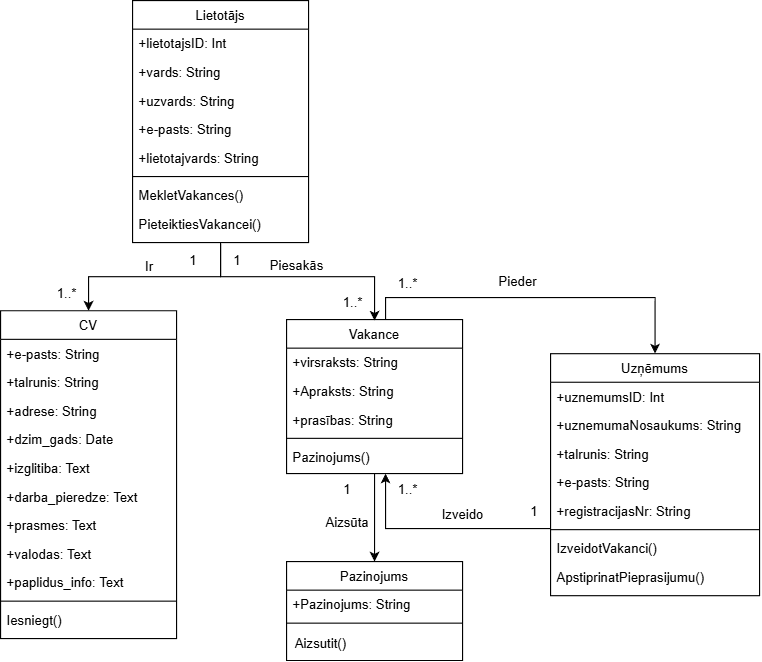 Lietotājs
+lietotajsID: Int
+vards: String
+uzvards: String
+e-pasts: String
+lietotajvards: String
MekletVakances()
PieteiktiesVakancei()
Ir
1
1
Piesakās
1..*
1..*
1..*
Pieder
CV
+e-pasts: String
+talrunis: String
+adrese: String
+dzim_gads: Date
+izglitiba: Text
+darba_pieredze: Text
+prasmes: Text
+valodas: Text
+paplidus_info: Text
Iesniegt()
Vakance
+virsraksts: String
+Apraksts: String
+prasības: String
Pazinojums()
Uzņēmums
+uznemumsID: Int
+uznemumaNosaukums: String
+talrunis: String
+e-pasts: String
+registracijasNr: String
IzveidotVakanci()
ApstiprinatPieprasijumu()
1
1..*
Aizsūta
Izveido
1
Pazinojums
+Pazinojums: String
Aizsutit()